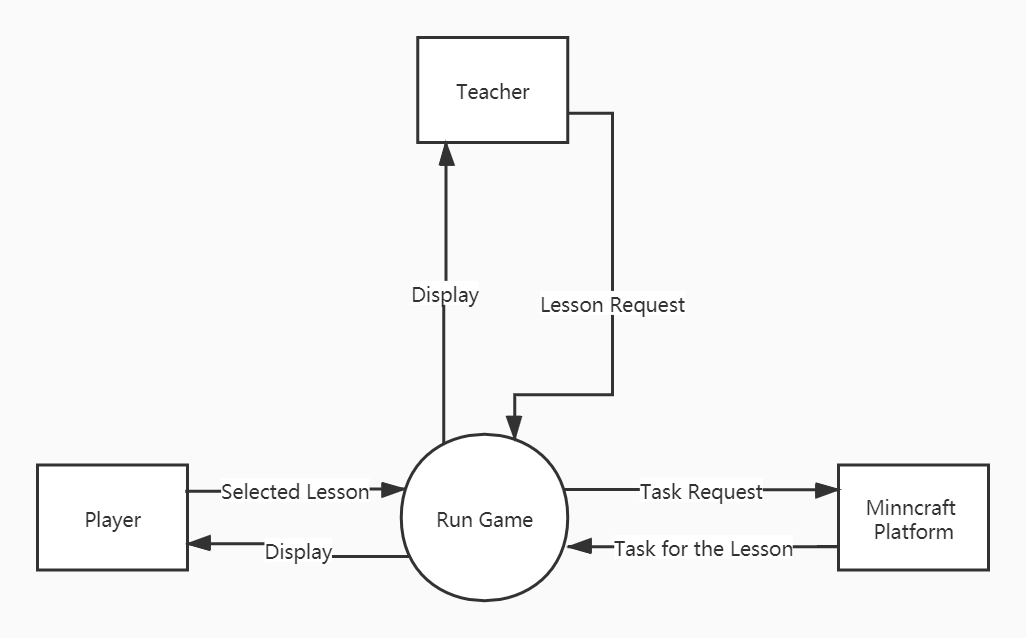 Teacher
Display
Lesson Request
Selected Lesson
Task Request
Player
Run Game
Minncraft
Platform
Display
Task for the Lesson